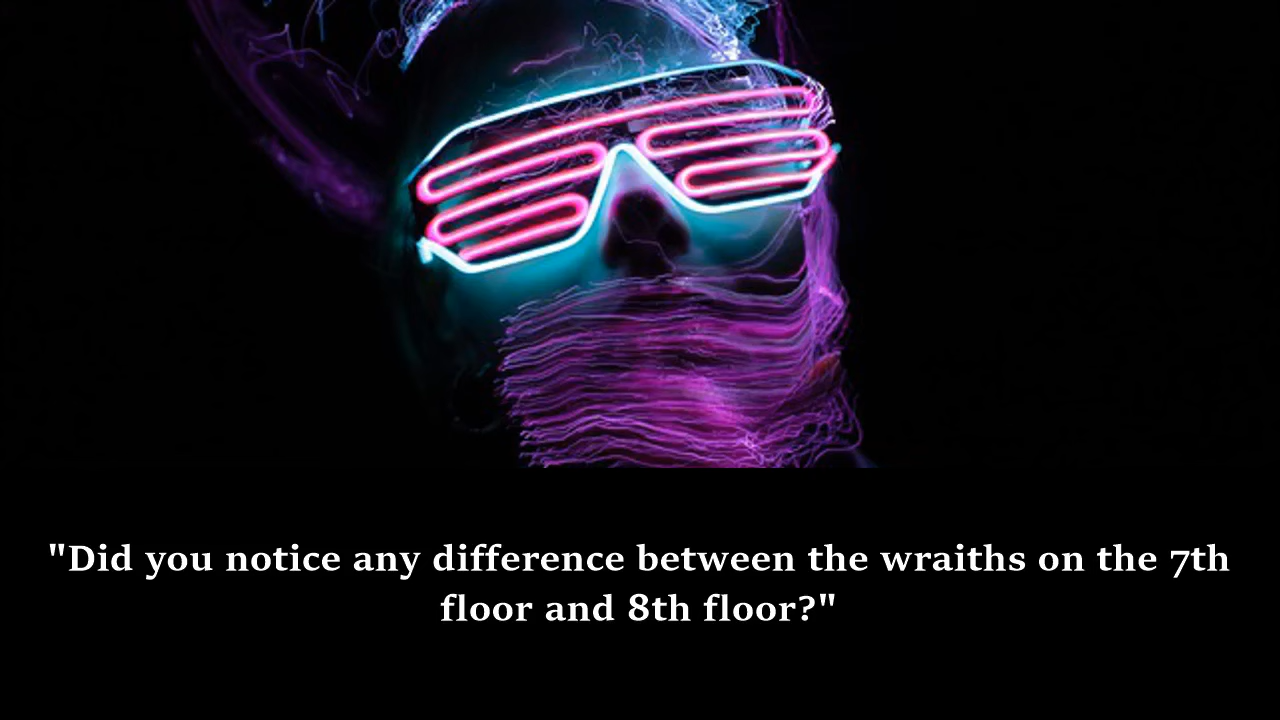 "Did you notice any difference between the wraiths on the 7th
floor and 8th floor?"